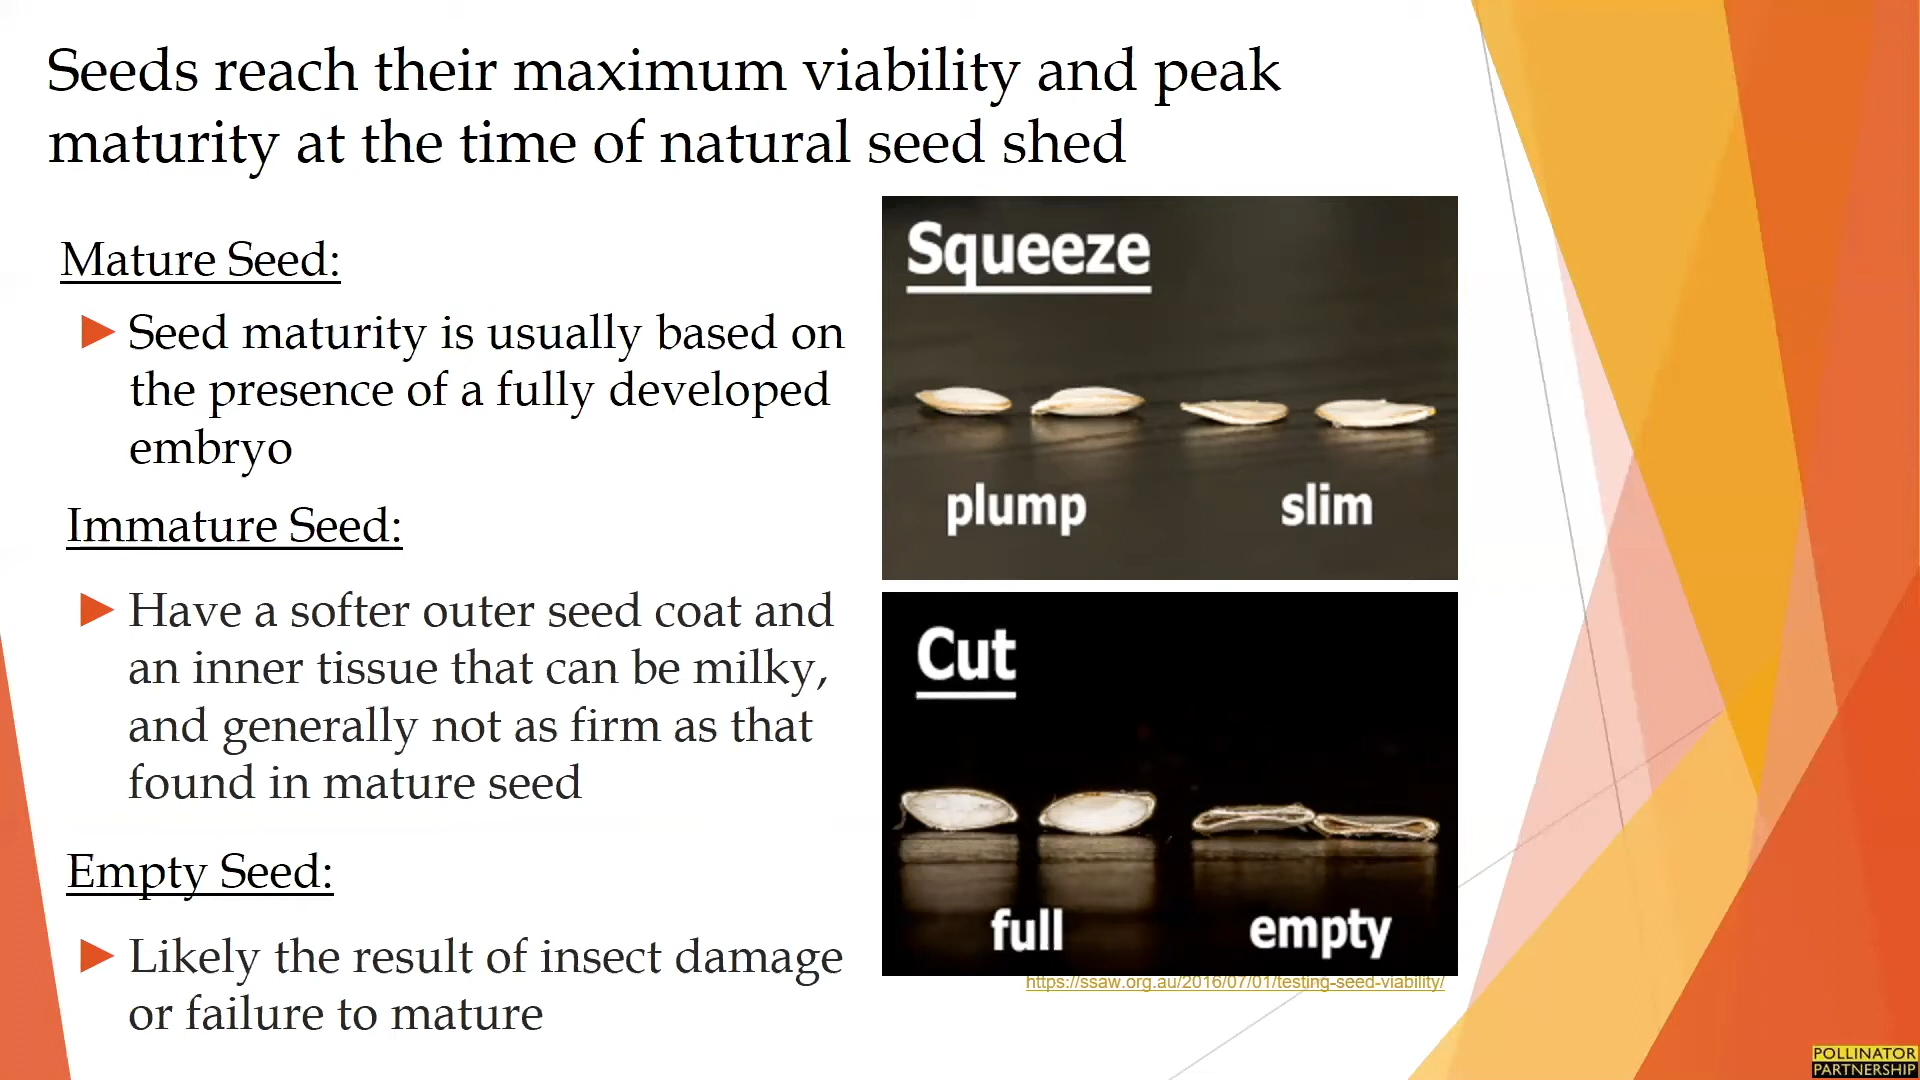 Seeds reach their maximum viability and peak
maturity at the time of natural seed shed
Mature Seed:
Seed maturity is usually based on
the presence of a fully developed
embryo
Immature Seed:
Have a softer outer seed coat and
an inner tissue that can be milky,
and generally not as firm as that
found in mature seed
Empty Seed:
Likely the result of insect damage
or failure to mature
Squeeze
plump slim
Cut
full empty
https://ssaw.org.au/2016/07/01/testing-seed-viability/
POLLINATOR
PARTNERSHIP